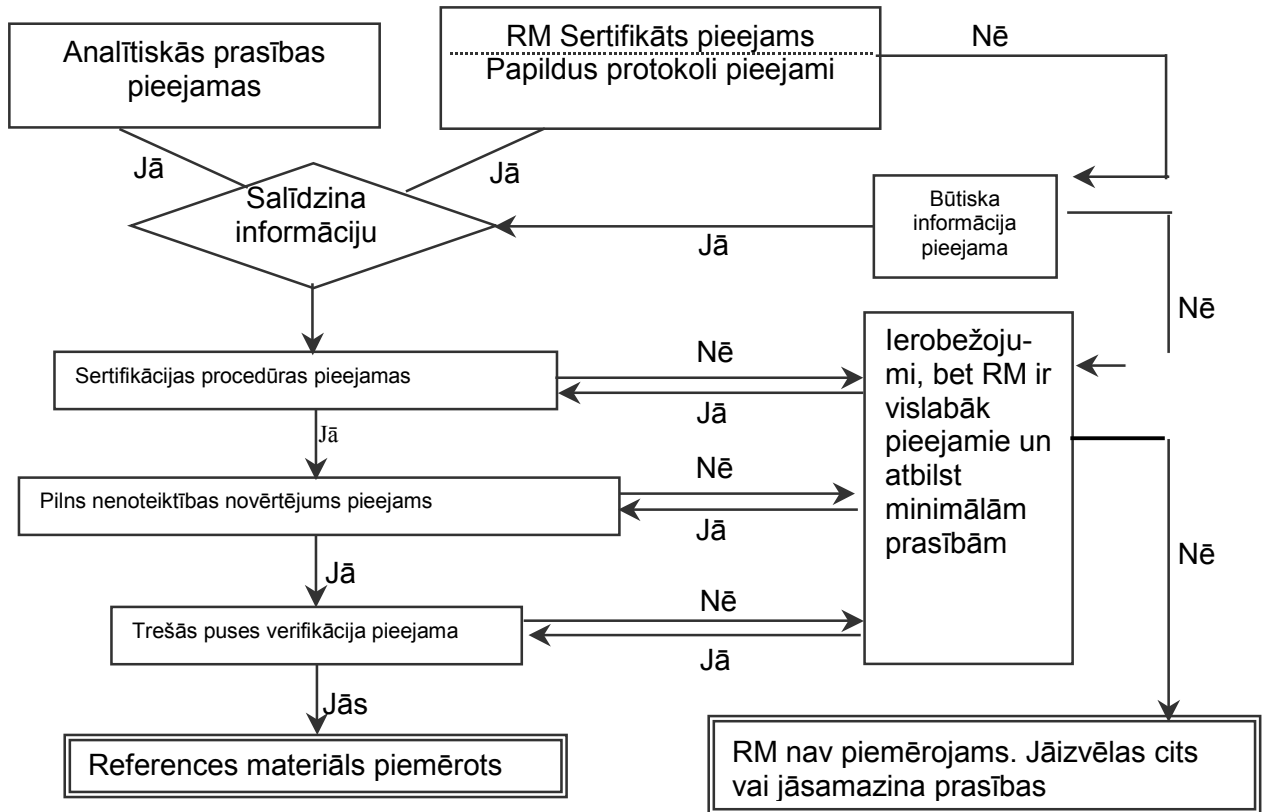 Analītiskās prasības
pieejamas
RM Sertifikāts pieejams
Papildus protokoli pieejami
Nē
Jā
Jā
Salīdzina
informāciju
Jā
Būtiska
informācija
pieejama
Nē
Sertifikācijas procedūras pieejamas
Nē
Jā
Ierobežoju-
mi, bet RM ir
vislabāk
pieejamie un
atbilst
minimālām
prasībām
Jā
Pilns nenoteiktības novērtējums pieejams
Nē
Jā
Jā
Nē
Trešās puses verifikācija pieejama
Nē
Jā
Jās
References materiāls piemērots
RM nav piemērojams. Jāizvēlas cits
vai jāsamazina prasības